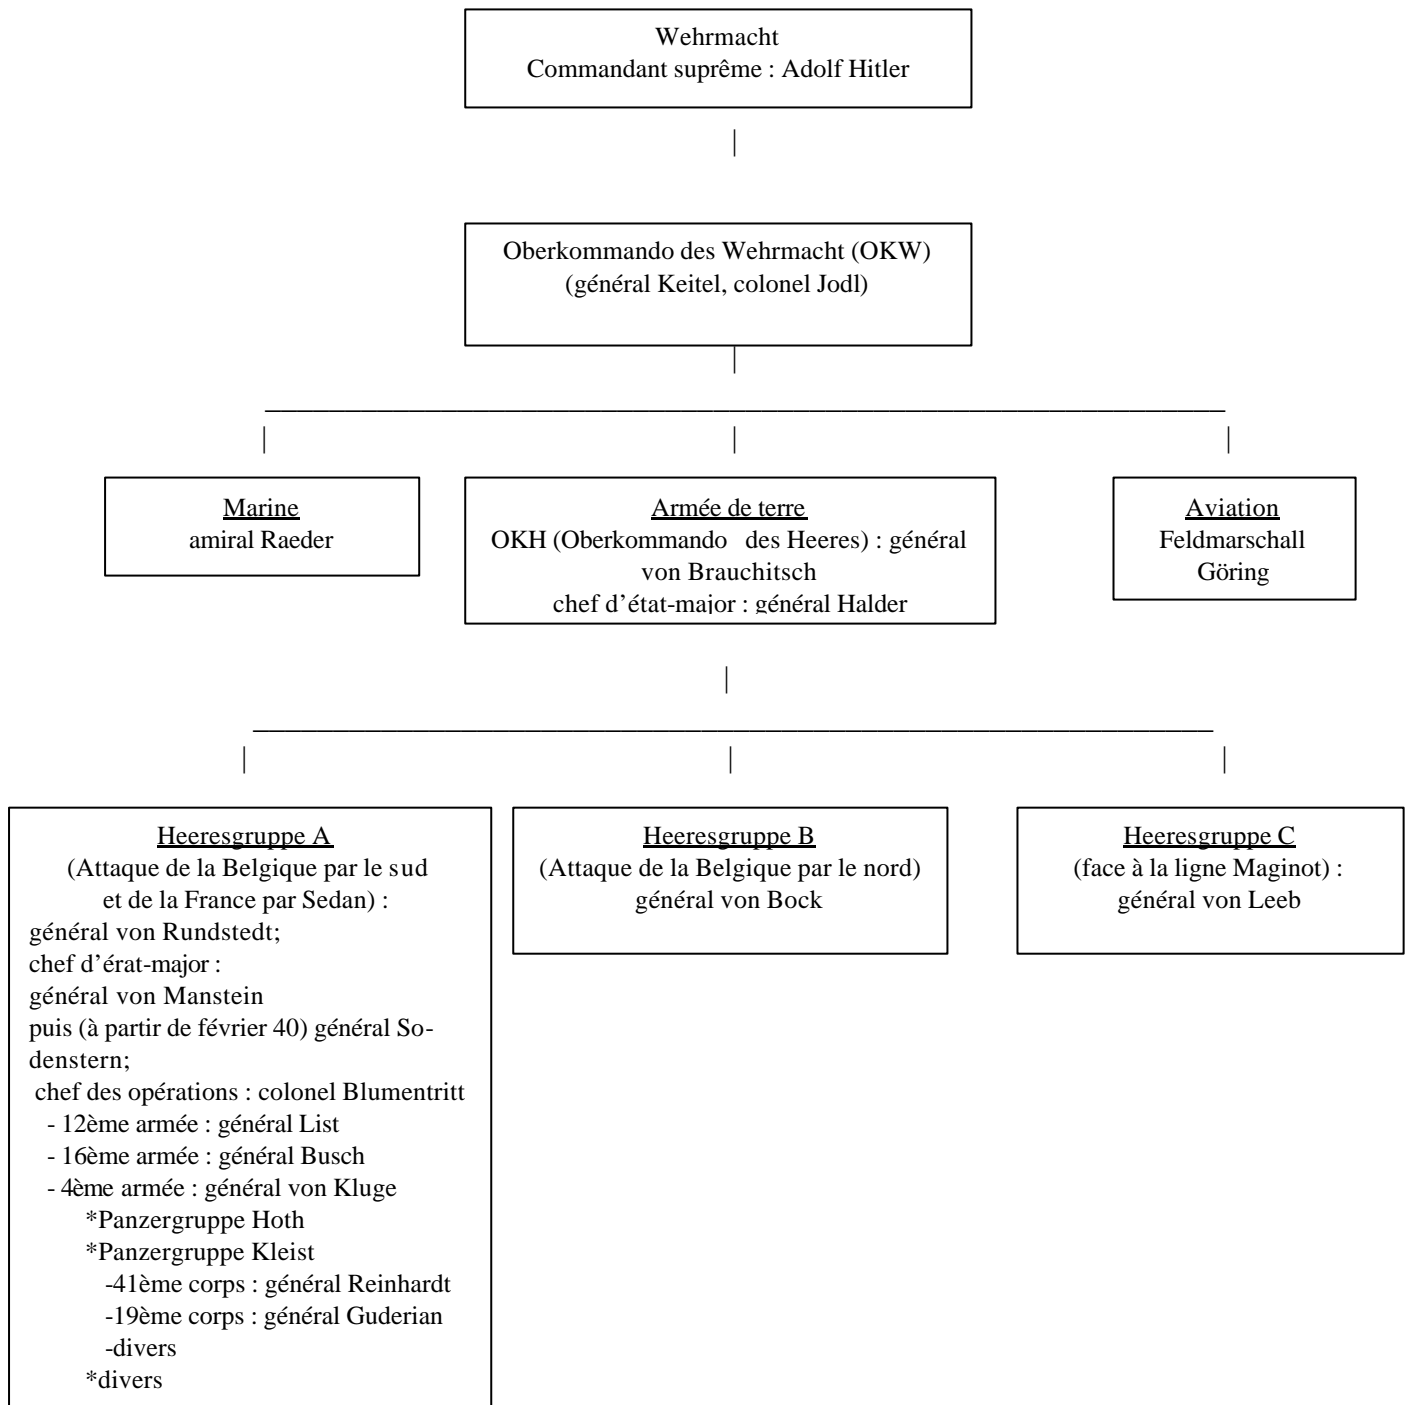 Wehrmacht
Commandant suprême : Adolf Hitler
Oberkommando des Wehrmacht (OKW)
(général Keitel, colonel Jodl)
Marine
amiral Raeder
Armée de terre
OKH (Oberkommando des Heeres) : général
von Brauchitsch
chef d’état-major : général Halder
Aviation
Feldmarschall
Göring
Heeresgruppe A
(Attaque de la Belgique par le sud
et de la France par Sedan) :
général von Rundstedt;
chef d’érat-major :
général von Manstein
puis (à partir de février 40) général So-
denstern;
chef des opérations : colonel Blumentritt
- 12ème armée : général List
- 16ème armée : général Busch
- 4ème armée : général von Kluge
*Panzergruppe Hoth
*Panzergruppe Kleist
-41ème corps : général Reinhardt
-19ème corps : général Guderian
-divers
*divers
Heeresgruppe B
(Attaque de la Belgique par le nord)
général von Bock
Heeresgruppe C
(face à la ligne Maginot) :
général von Leeb